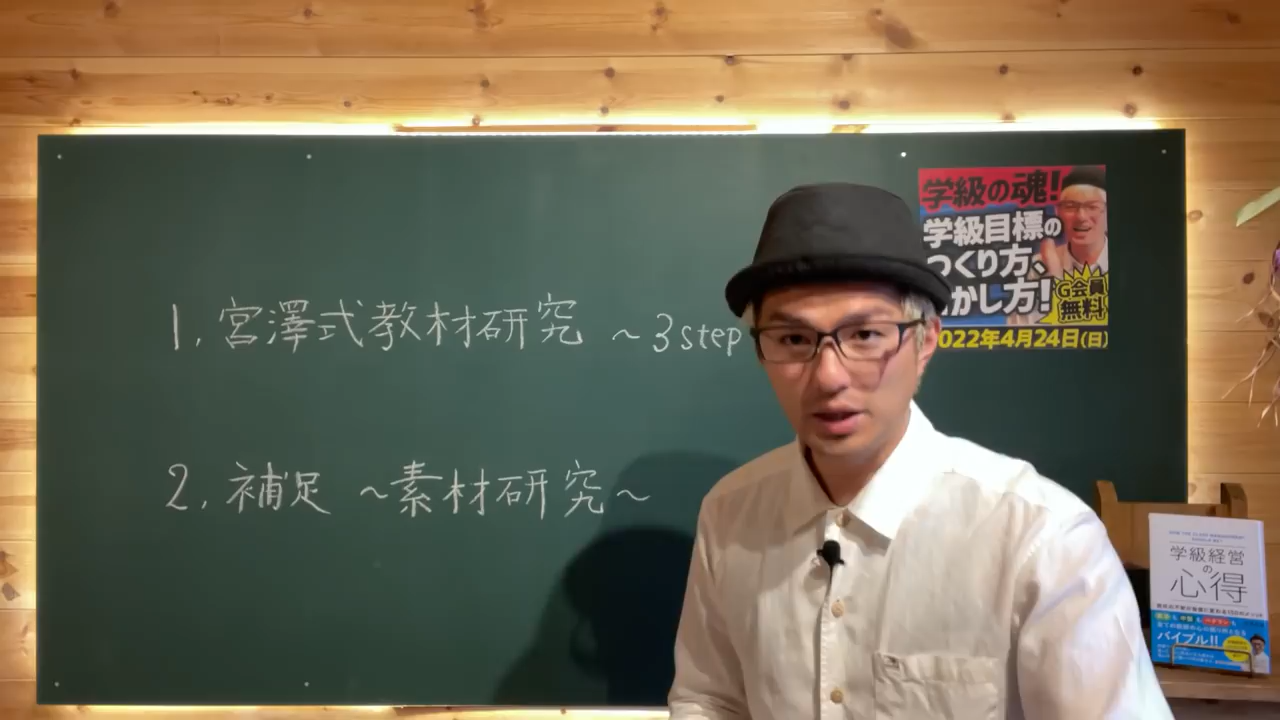 1. 宮澤式教材研究 ~3step
2. 補足 ~素材研究~
学級の魂!
学級目標の
つくり方、
かし方!
G会員
無料
022年4月24日(日)
学級経営
の
心得
バイブル!!